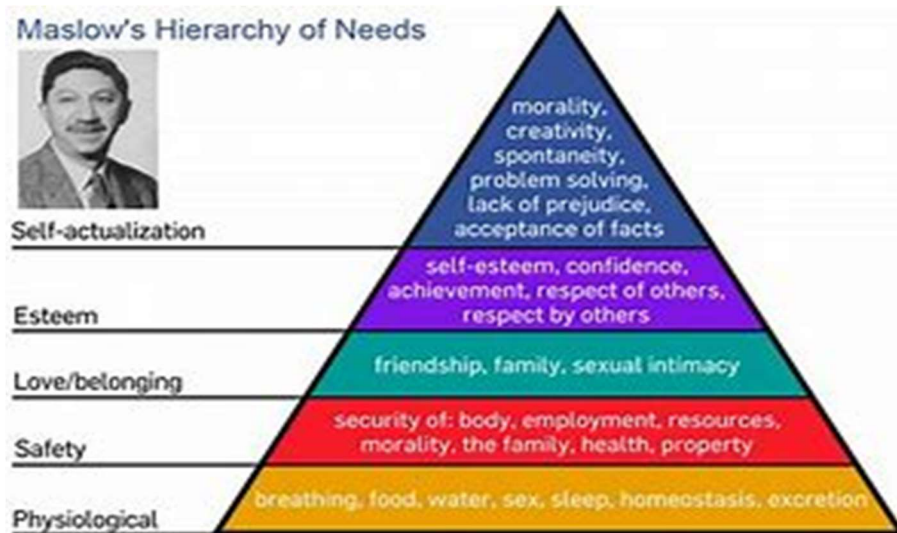 Maslow's Hierarchy of Needs
morality,
creativity,
spontaneity,
problem solving,
lack of prejudice,
acceptance of facts
Self-actualization
self-esteem, confidence,
achievement, respect of others,
respect by others
Esteem
friendship, family, sexual intimacy
Love/belonging
security of: body, employment, resources,
morality, the family, health, property
Safety
breathing, food, water, sex, sleep, homeostasis, excretion
Physiological